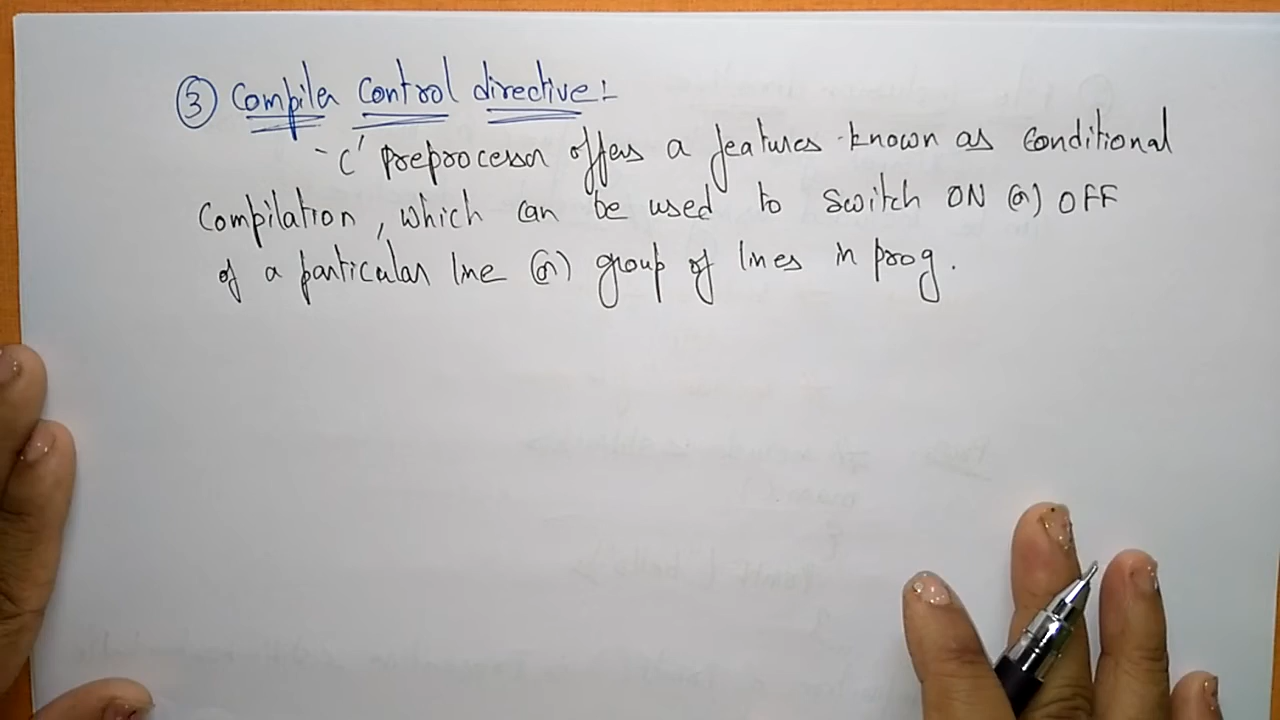 ③ Compiler Control directive:-
'C' preprocessor offers a features known as conditional
Compilation, which can be used to switch ON (or) OFF
of a particular line (or) group of lines in prog.